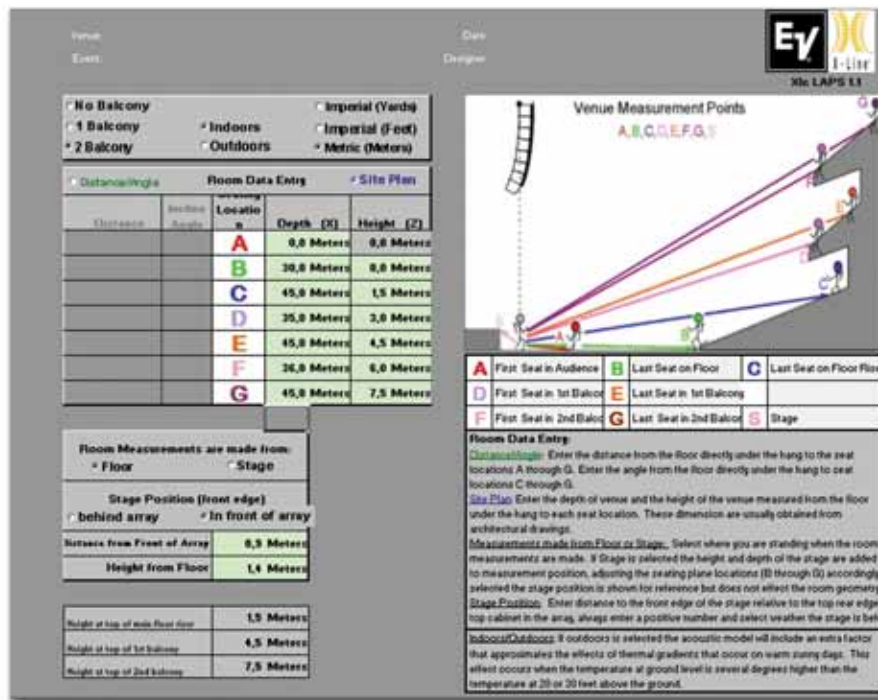 Venue
Date
Event:
Designer
EV
X-Line
Xlc LAPS 1.1
No Balcony
1 Balcony
2 Balcony
Indoors
Outdoors
Imperial (Yards)
Imperial (Feet)
Metric (Meters)
Distance/Angle
Room Data Entry
Site Plan
Distance
Angle
Locatio
n
Depth (X)
Height (Z)
A 0,0 Meters 0,0 Meters
B 30,0 Meters 0,0 Meters
C 45,0 Meters 1,5 Meters
D 35,0 Meters 3,0 Meters
E 45,0 Meters 4,5 Meters
F 36,0 Meters 6,0 Meters
G 45,0 Meters 7,5 Meters
Room Measurements are made from:
Floor
Stage
Stage Position (front edge)
behind array
In front of array
Distance from Front of Array 0,5 Meters
Height from Floor 1,4 Meters
Height at top of main floor riser 1,5 Meters
Height at top of 1st balcony 4,5 Meters
Height at top of 2nd balcony 7,5 Meters
Venue Measurement Points
A,B,C,D,E,F,G,S
G
F
E
D
C
B
A
A First Seat in Audience B Last Seat on Floor C Last Seat on Floor Rise
D First Seat in 1st Balcon E Last Seat in 1st Balcony
F First Seat in 2nd Balco G Last Seat in 2nd Balcon S Stage
Room Data Entry:
Distance/Angle: Enter the distance from the floor directly under the hang to the seat
locations A through G. Enter the angle from the floor directly under the hang to seat
locations C through G.
Site Plan: Enter the depth of venue and the height of the venue measured from the floor
under the hang to each seat location. These dimension are usually obtained from
architectural drawings.
Measurements made from Floor or Stage: Select where you are standing when the room
measurements are made. If Stage is selected the height and depth of the stage are added
to measurement position, adjusting the seating plane locations (B through G) accordingly
selected the stage position is shown for reference but does not effect the room geometry
Stage Position: Enter distance to the front edge of the stage relative to the top rear edge
top cabinet in the array, always enter a positive number and select weather the stage is beh
Indoors/Outdoors: If outdoors is selected the acoustic model will include an extra factor
that approximates the effects of thermal gradients that occur on warm sunny days. This
effect occurs when the temperature at ground level is several degrees higher than the
temperature at 20 or 30 feet above the ground.